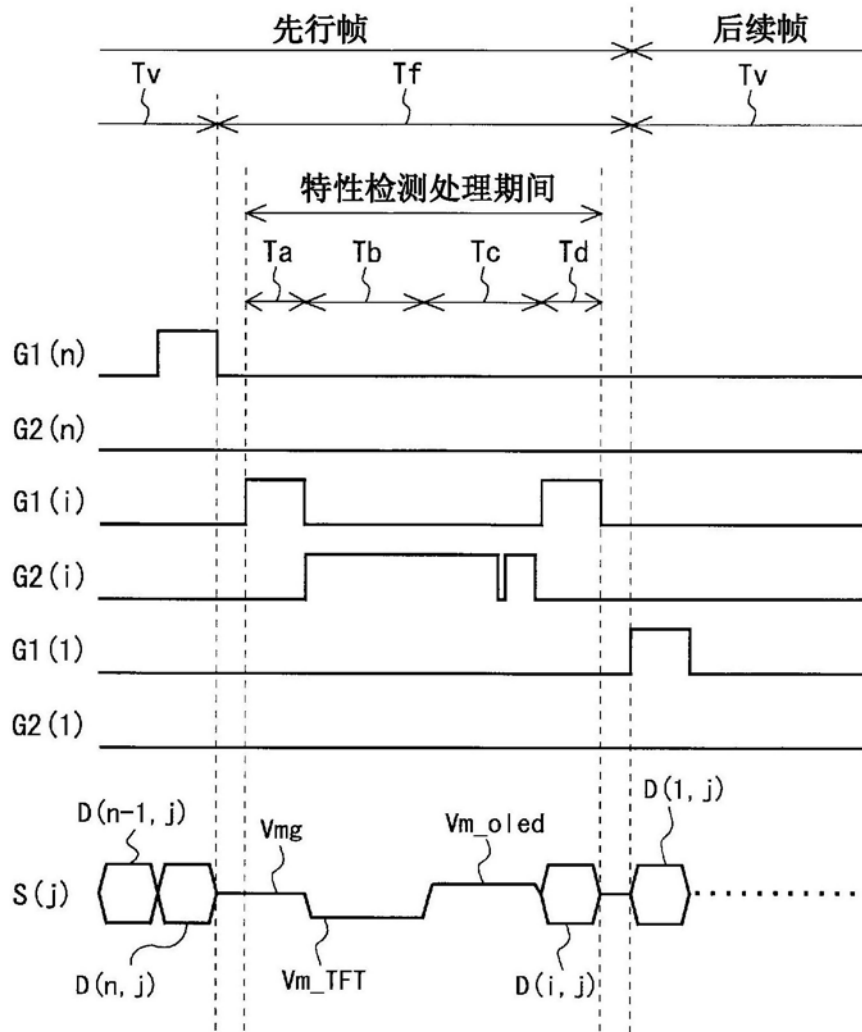 先行帧 后续帧
Tv Tf Tv
特性检测处理期间
Ta Tb Tc Td
G1(n)
G2(n)
G1(i)
G2(i)
G1(1)
G2(1)
D(n-1, j) Vmg Vm_oled D(1, j)
S(j)
D(n, j) Vm_TFT D(i, j)